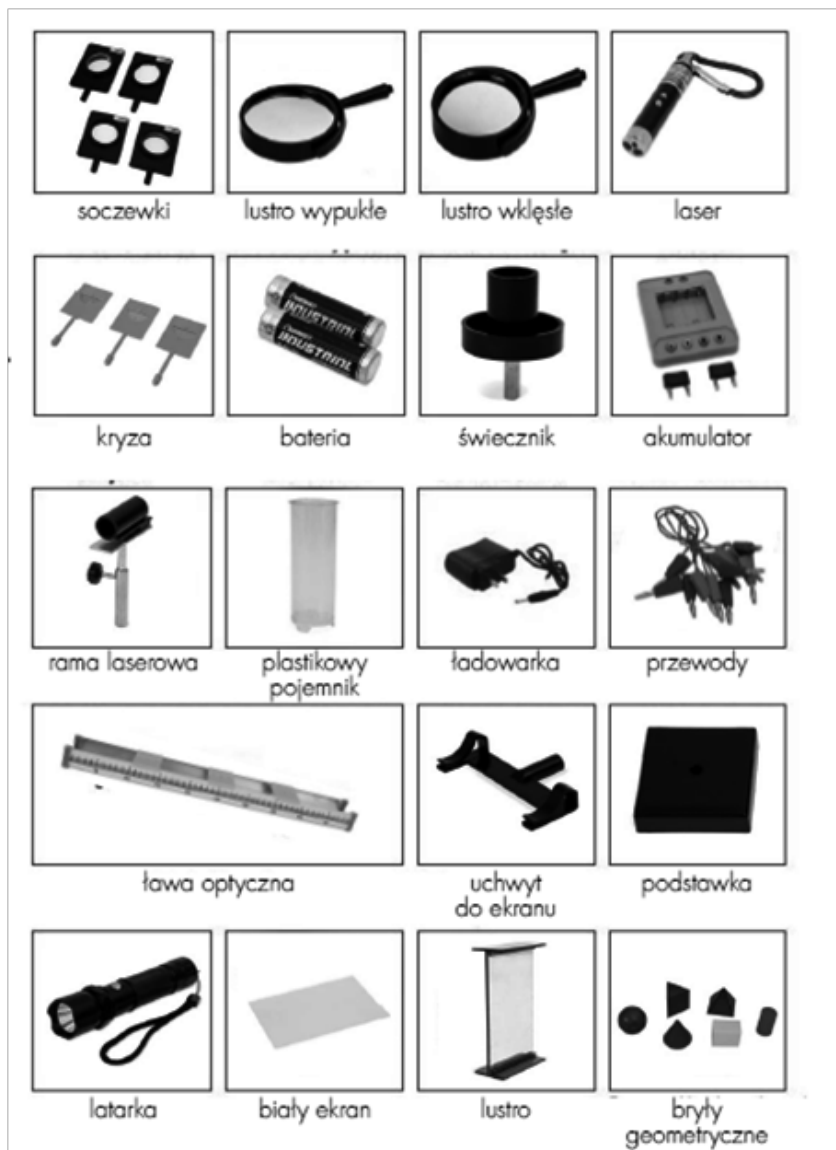 soczewki
lustro wypukłe
lustro wklęsłe
laser
kryza
bateria
świecznik
akumulator
rama laserowa
plastikowy
pojemnik
ładowarka
przewody
ława optyczna
uchwyt
do ekranu
podstawka
latarka
biały ekran
lustro
bryły
geometryczne